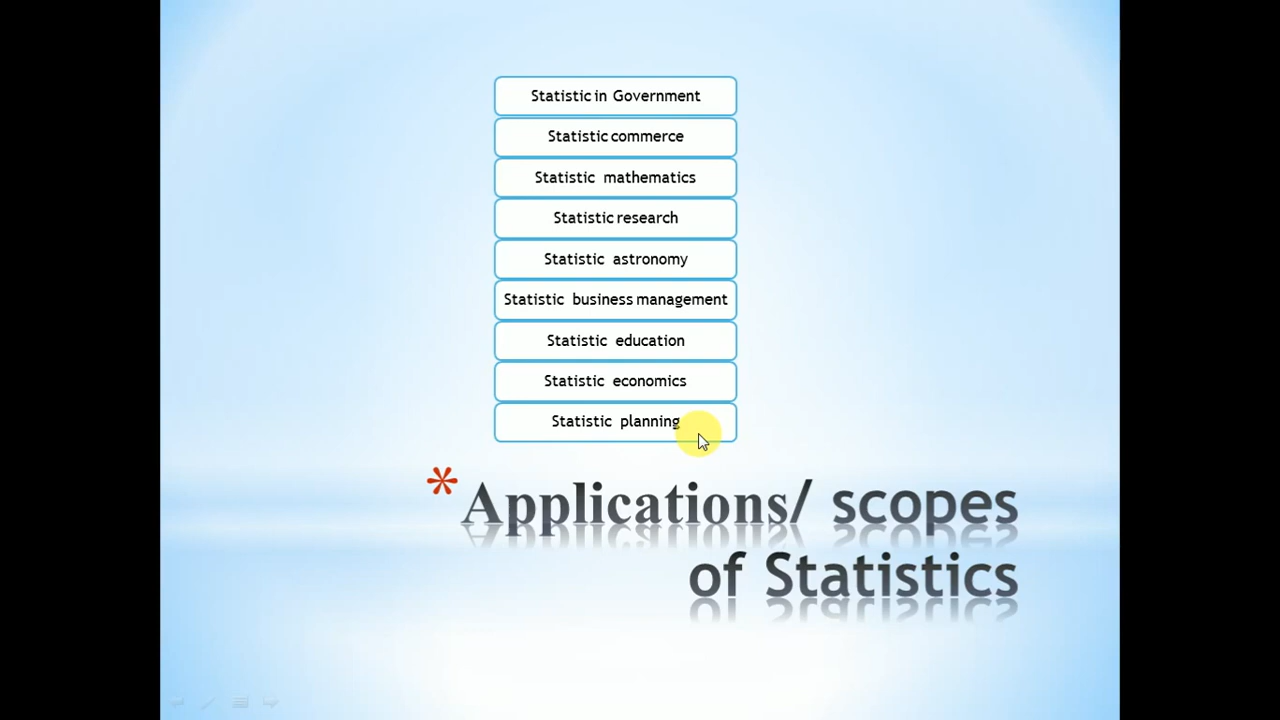 Statistic in Government
Statistic commerce
Statistic mathematics
Statistic research
Statistic astronomy
Statistic business management
Statistic education
Statistic economics
Statistic planning
*Applications/ scopes
of Statistics